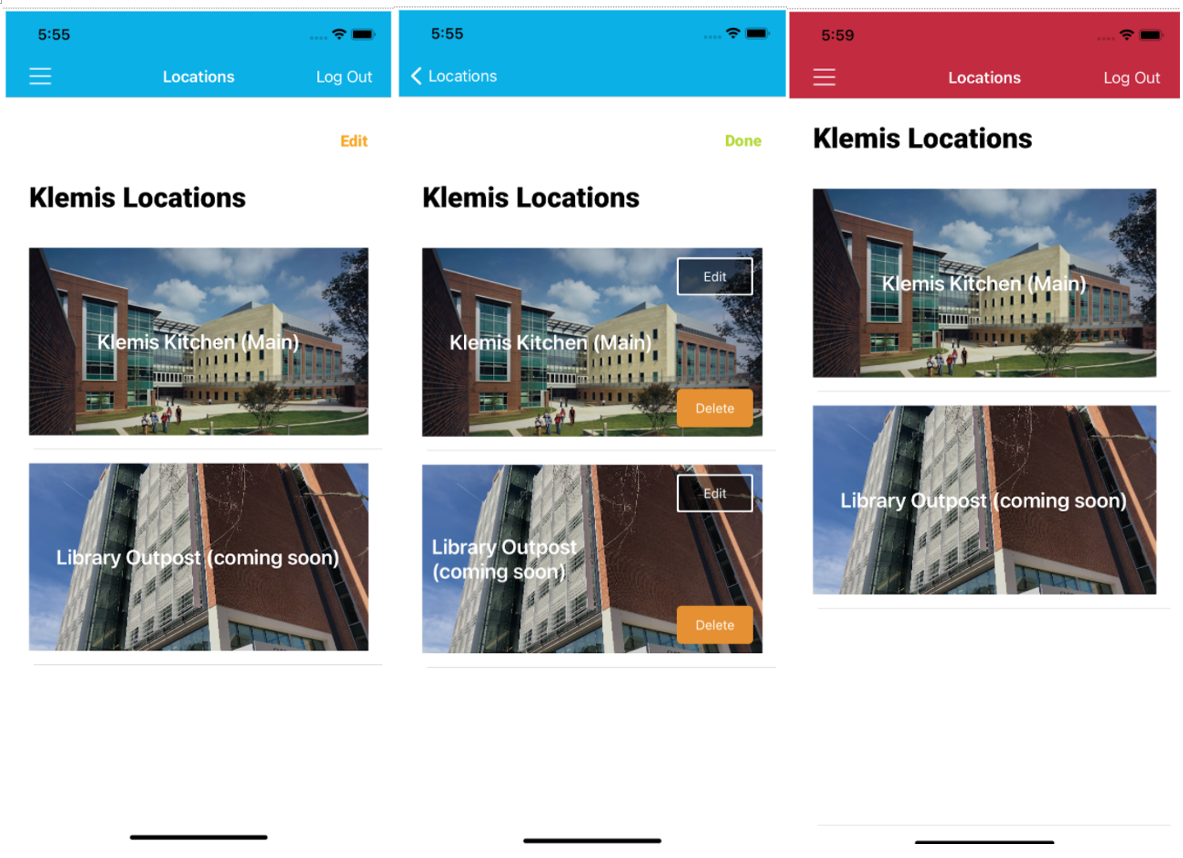 5:55
Locations
Log Out
Edit
Klemis Locations
Klemis Kitchen (Main)
Library Outpost (coming soon)
5:55
Locations
Done
Klemis Locations
Edit
Klemis Kitchen (Main)
Delete
Edit
Library Outpost
(coming soon)
Delete
5:59
Locations
Log Out
Klemis Locations
Klemis Kitchen (Main)
Library Outpost (coming soon)